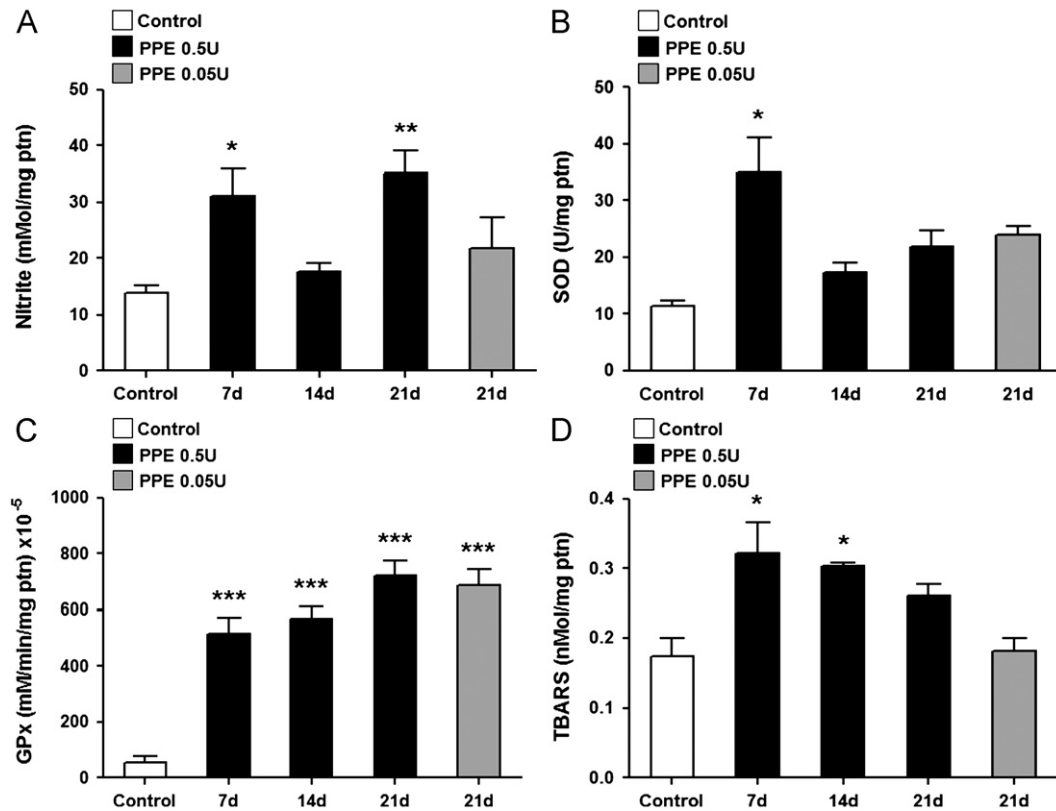 A
Control
PPE 0.5U
PPE 0.05U
Nitrite (mMol/mg ptn)
50
40
30
20
10
0
*
**
Control 7d 14d 21d 21d
B
Control
PPE 0.5U
PPE 0.05U
SOD (U/mg ptn)
50
40
30
20
10
0
*
Control 7d 14d 21d 21d
C
Control
PPE 0.5U
PPE 0.05U
GPx (mM/min/mg ptn) x10-5
1000
800
600
400
200
0
***
***
***
***
Control 7d 14d 21d 21d
D
Control
PPE 0.5U
PPE 0.05U
TBARS (nMol/mg ptn)
0.4
0.3
0.2
0.1
0.0
*
*
Control 7d 14d 21d 21d